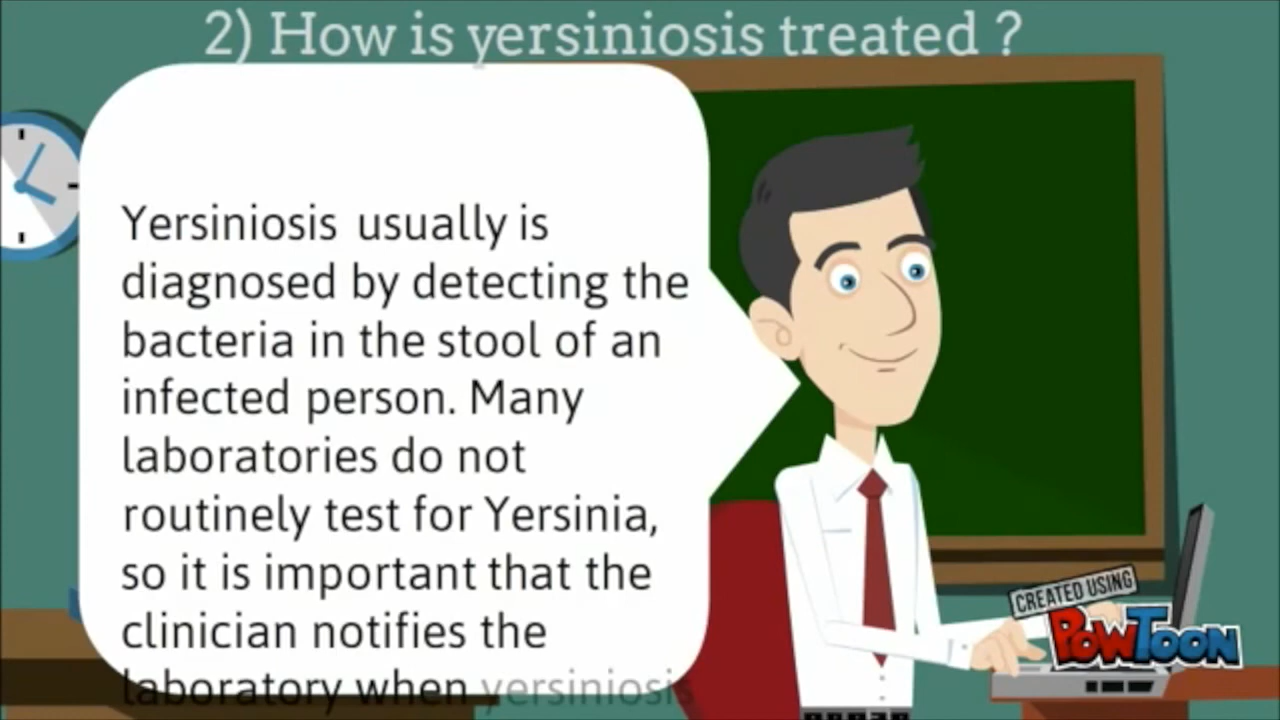 2) How is yersiniosis treated ?
Yersiniosis usually is
diagnosed by detecting the
bacteria in the stool of an
infected person. Many
laboratories do not
routinely test for Yersinia,
so it is important that the
clinician notifies the
laboratory when yersiniosis
CREATED USING
POWTOON